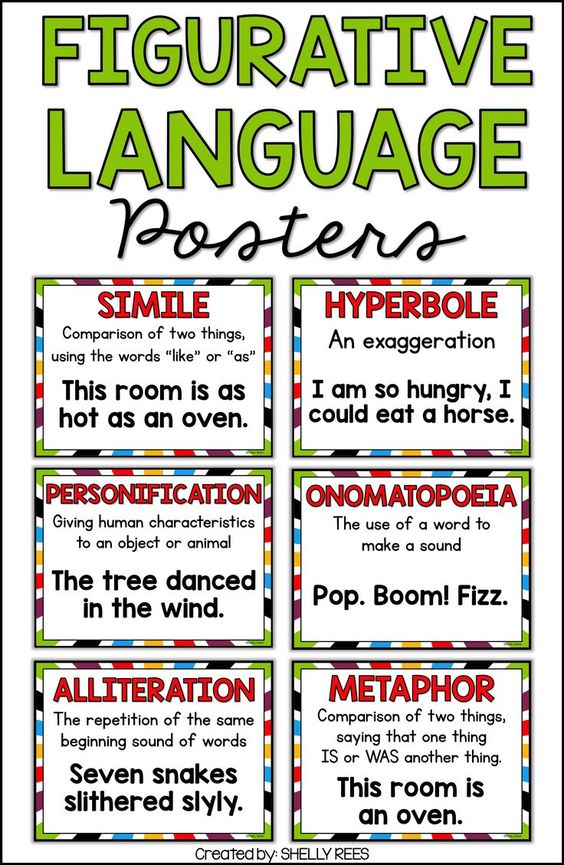 FIGURATIVE
LANGUAGE
Posters
SIMILE
Comparison of two things,
using the words “like” or “as”
This room is as
hot as an oven.
HYPERBOLE
An exaggeration
I am so hungry, I
could eat a horse.
PERSONIFICATION
Giving human characteristics
to an object or animal
The tree danced
in the wind.
ONOMATOPOEIA
The use of a word to
make a sound
Pop. Boom! Fizz.
ALLITERATION
The repetition of the same
beginning sound of words
Seven snakes
slithered slyly.
METAPHOR
Comparison of two things,
saying that one thing
IS or WAS another thing.
This room is
an oven.
Created by: SHELLY REES